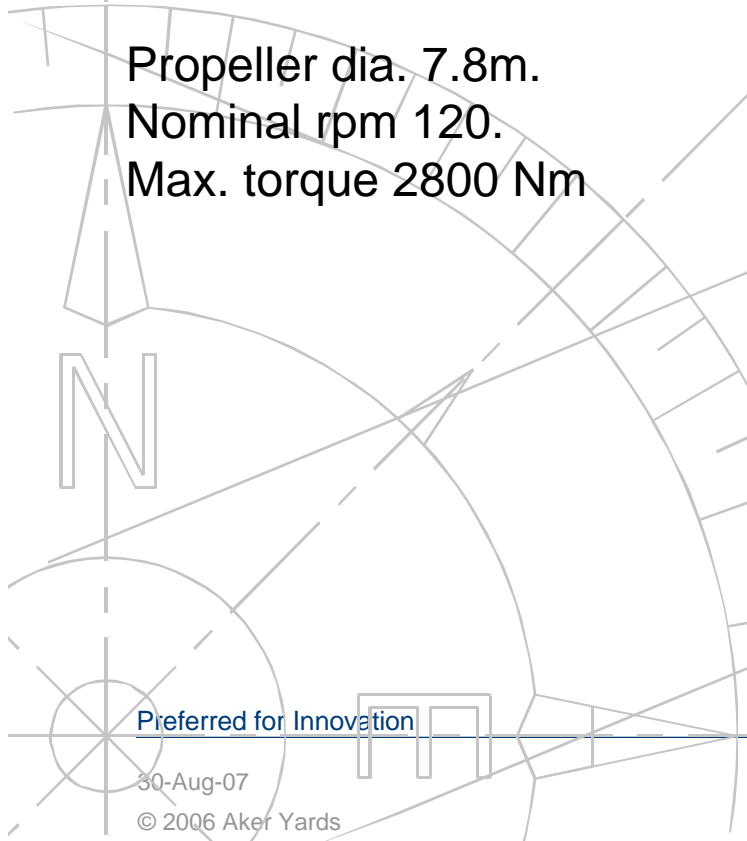 Propeller dia. 7.8m.
Nominal rpm 120.
Max. torque 2800 Nm
N
E
Preferred for Innovation
30-Aug-07
© 2006 Aker Yards